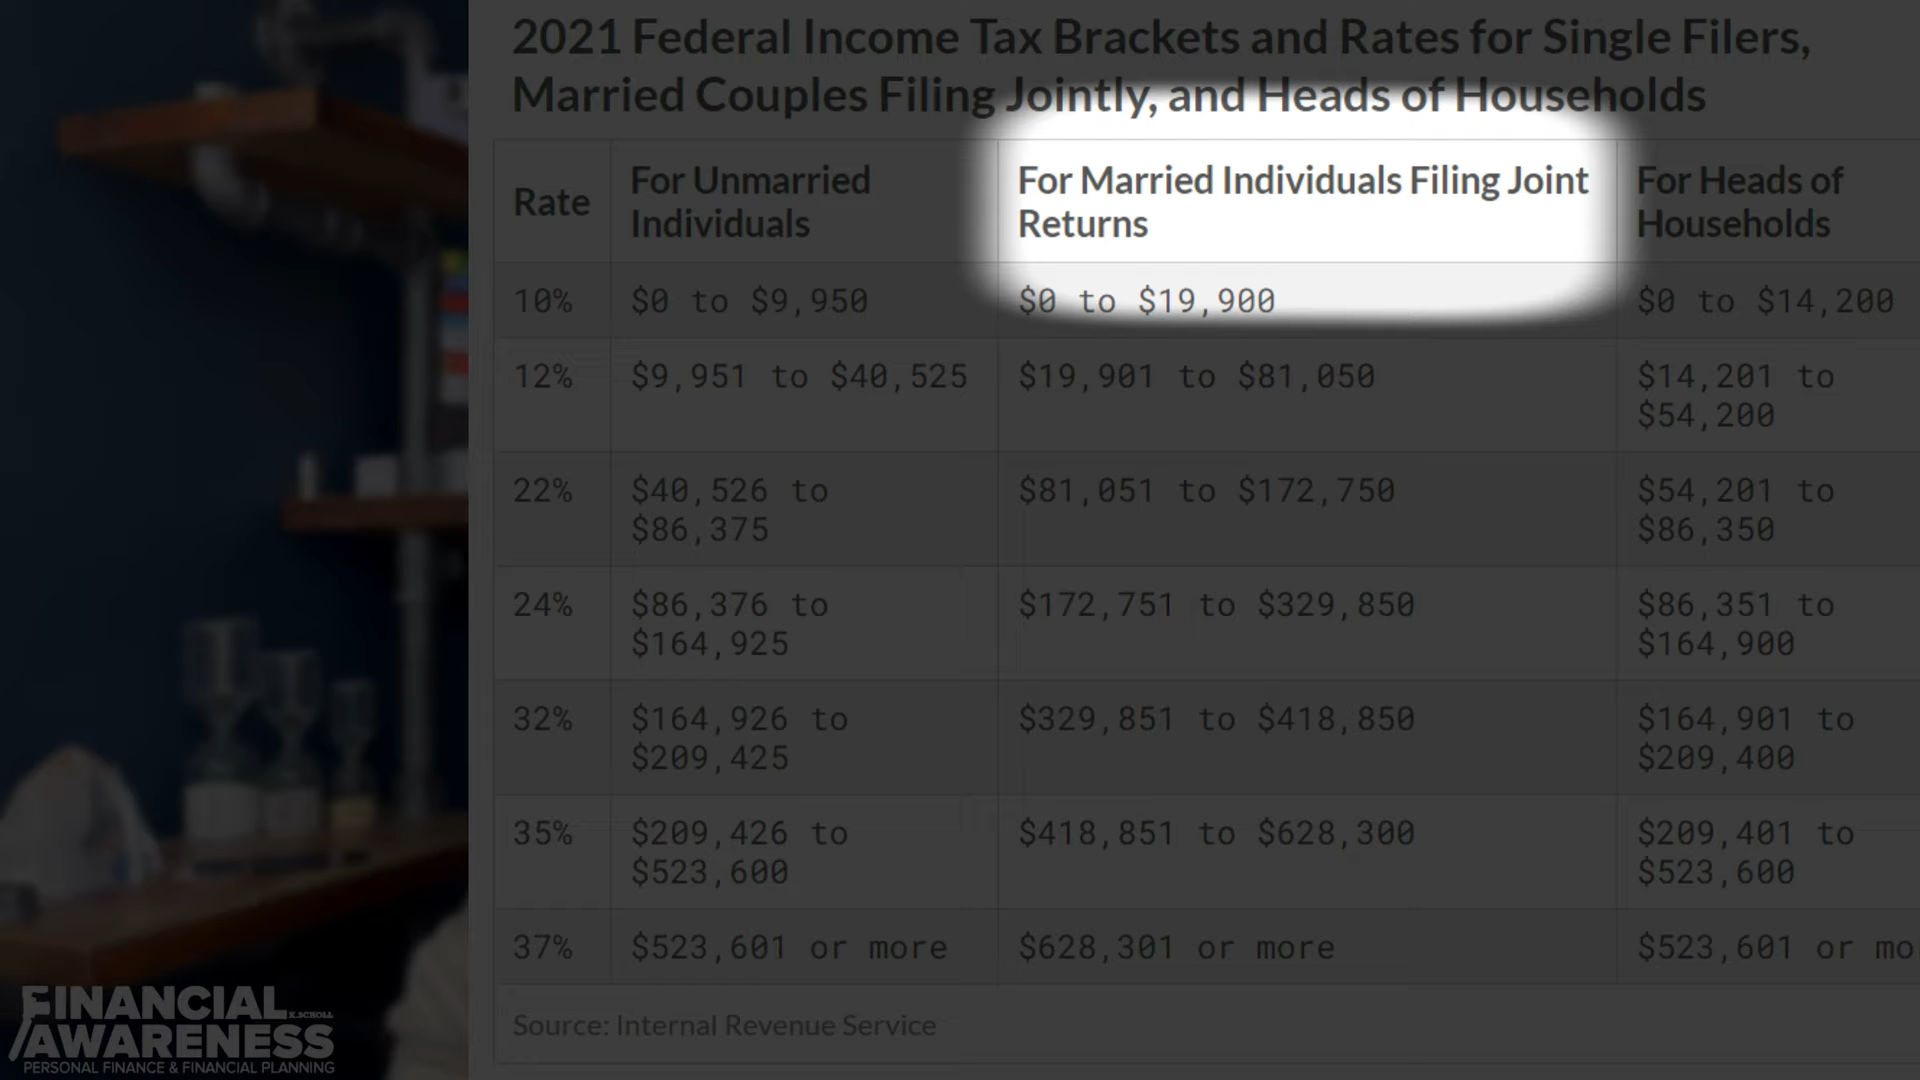 2021 Federal Income Tax Brackets and Rates for Single Filers,
Married Couples Filing Jointly, and Heads of Households
Rate
For Unmarried
Individuals
For Married Individuals Filing Joint
Returns
For Heads of
Households
10%
$0 to $9,950
$0 to $19,900
$0 to $14,200
12%
$9,951 to $40,525
$19,901 to $81,050
$14,201 to
$54,200
22%
$40,526 to
$86,375
$81,051 to $172,750
$54,201 to
$86,350
24%
$86,376 to
$164,925
$172,751 to $329,850
$86,351 to
$164,900
32%
$164,926 to
$209,425
$329,851 to $418,850
$164,901 to
$209,400
35%
$209,426 to
$523,600
$418,851 to $628,300
$209,401 to
$523,600
37%
$523,601 or more
$628,301 or more
$523,601 or mo
Source: Internal Revenue Service
FINANCIAL
X.SCROLL
AWARENESS
PERSONAL FINANCE & FINANCIAL PLANNING